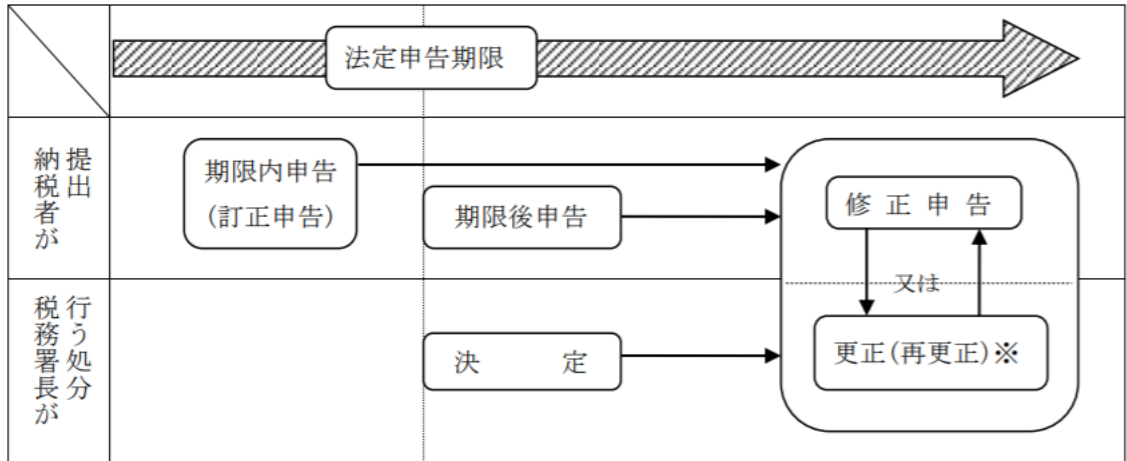 法定申告期限
提出
納税者が
期限内申告
(訂正申告)
期限後申告
修正申告
又は
行う処分
税務署長が
決定
更正(再更正)※